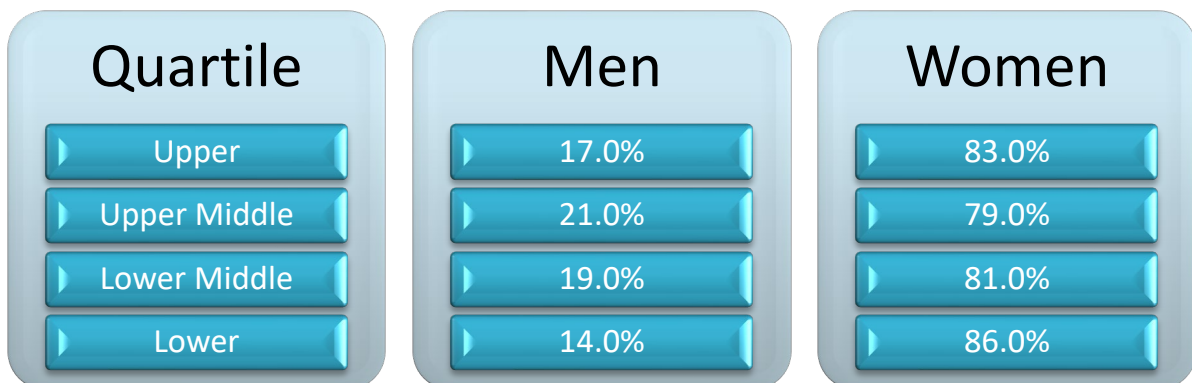 Quartile Men Women
Upper 17.0% 83.0%
Upper Middle 21.0% 79.0%
Lower Middle 19.0% 81.0%
Lower 14.0% 86.0%